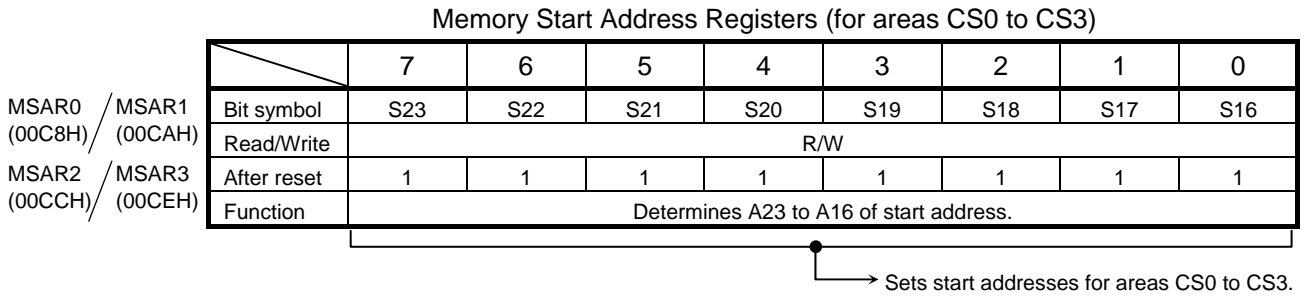 Memory Start Address Registers (for areas CS0 to CS3)
7 6 5 4 3 2 1 0
MSAR0 / MSAR1 Bit symbol S23 S22 S21 S20 S19 S18 S17 S16
(00C8H) (00CAH) Read/Write R/W
MSAR2 / MSAR3 After reset 1 1 1 1 1 1 1 1
(00CCH) (00CEH) Function Determines A23 to A16 of start address.
Sets start addresses for areas CS0 to CS3.